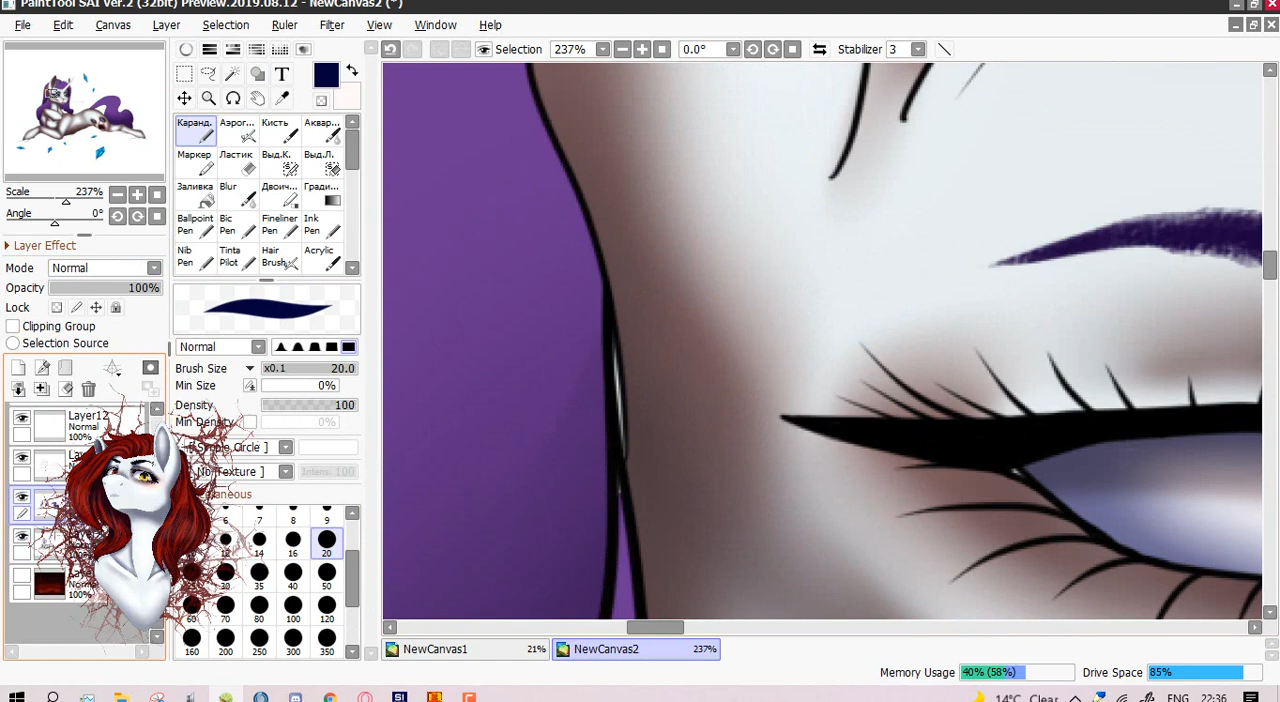 PaintTool SAI Ver.2 (32bit) Preview.2019.08.12 - NewCanvas2 (*)
File Edit Canvas Layer Selection Ruler Filter View Window Help
Selection 237% 0.0° Stabilizer 3
T
Каранд. Аэрог... Кисть Аквар...
Маркер Ластик Выд.К. Выд.Л.
Заливка Blur Двоич... Гради...
Ballpoint Pen Bic Pen Fineliner Pen Ink Pen
Nib Pen Tinta Pilot Hair Brush Acrylic
Scale 237%
Angle 0°
Layer Effect
Mode Normal
Opacity 100%
Lock
Clipping Group
Selection Source
Normal
Brush Size x0.1 20.0
Min Size 0%
Density 100
Min Density 0%
Simple Circle ]
No Texture ] Intens. 100
Layer12
Normal
100%
6 7 8 9
14 16 20
30 35 40 50
60 70 80 100 120
160 200 250 300 350
NewCanvas1 21% NewCanvas2 237%
Memory Usage 40% (58%) Drive Space 85%
SI 14°C Clear ENG 22:36